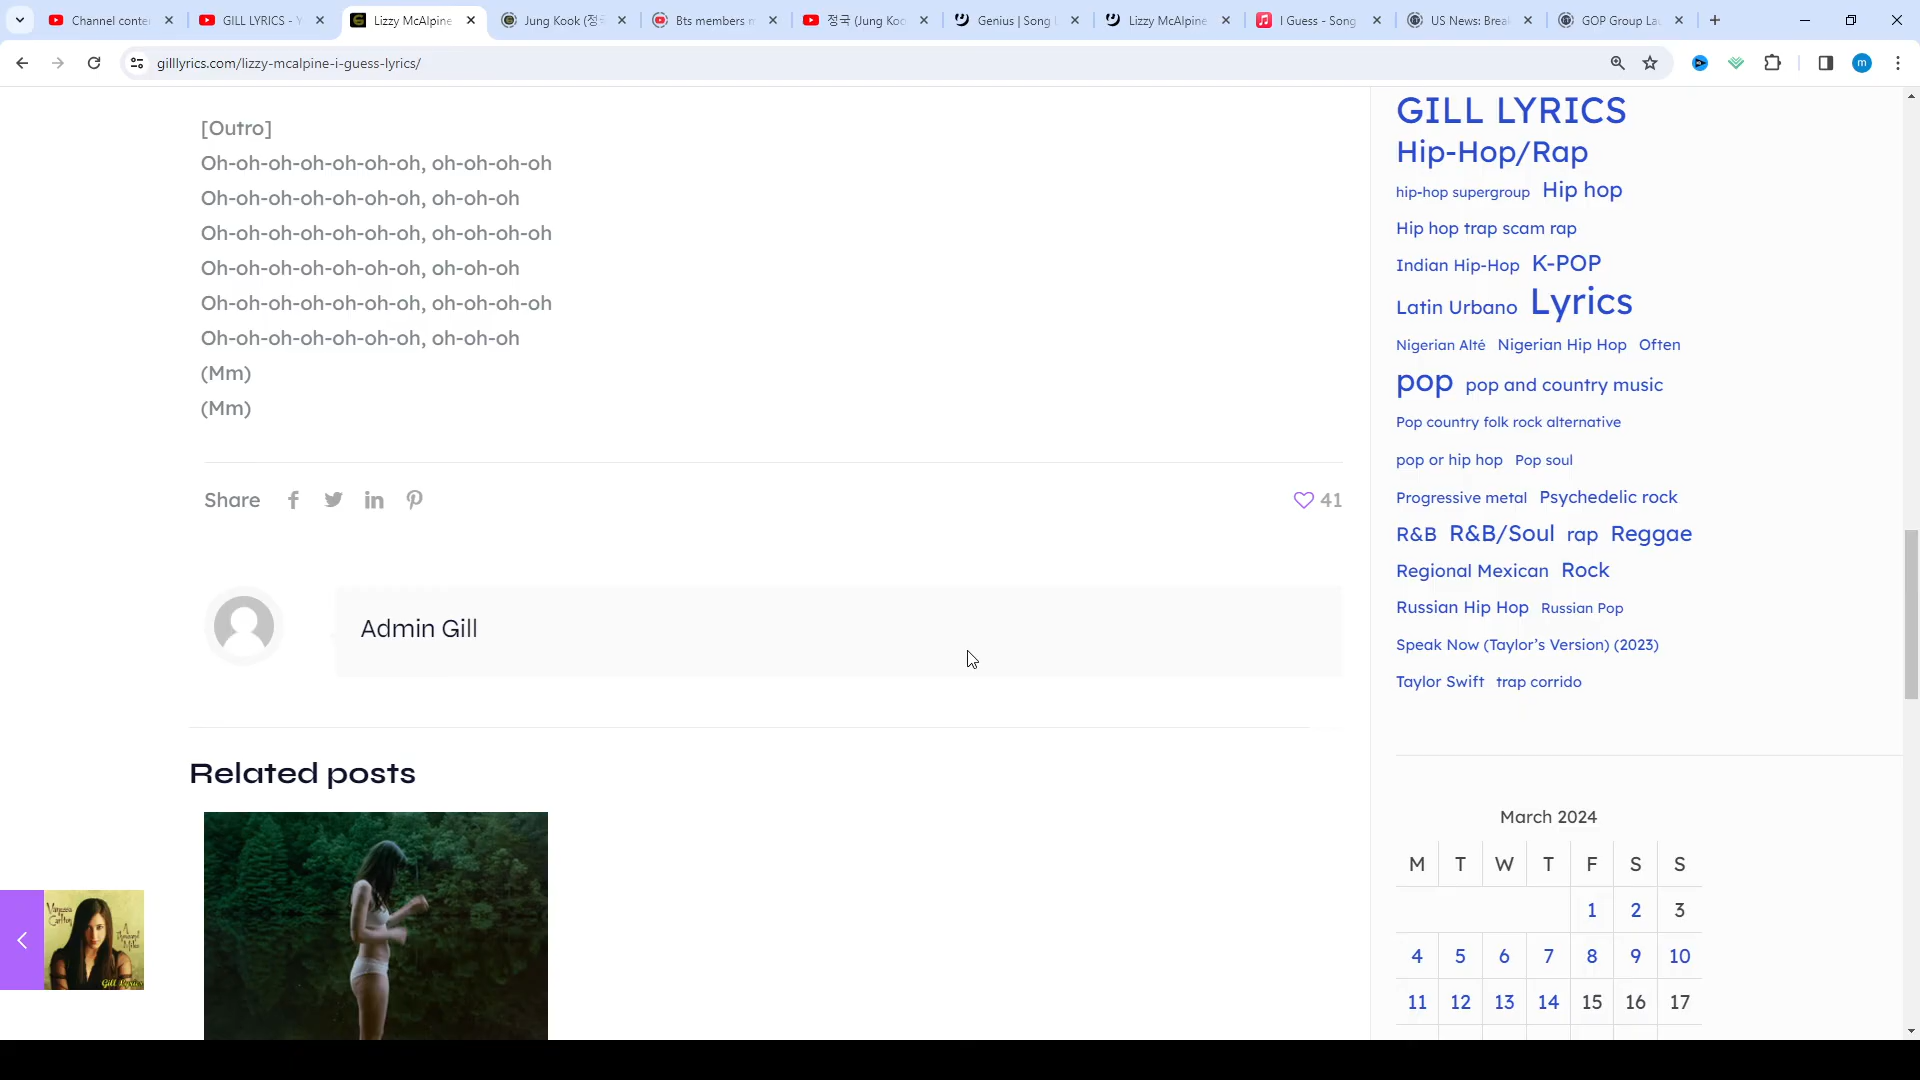 Channel conte
GILL LYRICS - Y
Lizzy McAlpine
Jung Kook (정국
Bts members m
정국 (Jung Koo
Genius | Song L
Lizzy McAlpine
I Guess - Song
US News: Brea
GOP Group La
gilllyrics.com/lizzy-mcalpine-i-guess-lyrics/
m
[Outro]
Oh-oh-oh-oh-oh-oh-oh, oh-oh-oh-oh
Oh-oh-oh-oh-oh-oh-oh, oh-oh-oh
Oh-oh-oh-oh-oh-oh-oh, oh-oh-oh-oh
Oh-oh-oh-oh-oh-oh-oh, oh-oh-oh
Oh-oh-oh-oh-oh-oh-oh, oh-oh-oh-oh
Oh-oh-oh-oh-oh-oh-oh, oh-oh-oh
(Mm)
(Mm)
Share
41
Admin Gill
Related posts
Vanessa
Carlton
A
Thousand
Miles
Gill Lyrics
GILL LYRICS
Hip-Hop/Rap
hip-hop supergroup Hip hop
Hip hop trap scam rap
Indian Hip-Hop K-POP
Latin Urbano Lyrics
Nigerian Alté Nigerian Hip Hop Often
pop pop and country music
Pop country folk rock alternative
pop or hip hop Pop soul
Progressive metal Psychedelic rock
R&B R&B/Soul rap Reggae
Regional Mexican Rock
Russian Hip Hop Russian Pop
Speak Now (Taylor’s Version) (2023)
Taylor Swift trap corrido
March 2024
M T W T F S S
1 2 3
4 5 6 7 8 9 10
11 12 13 14 15 16 17